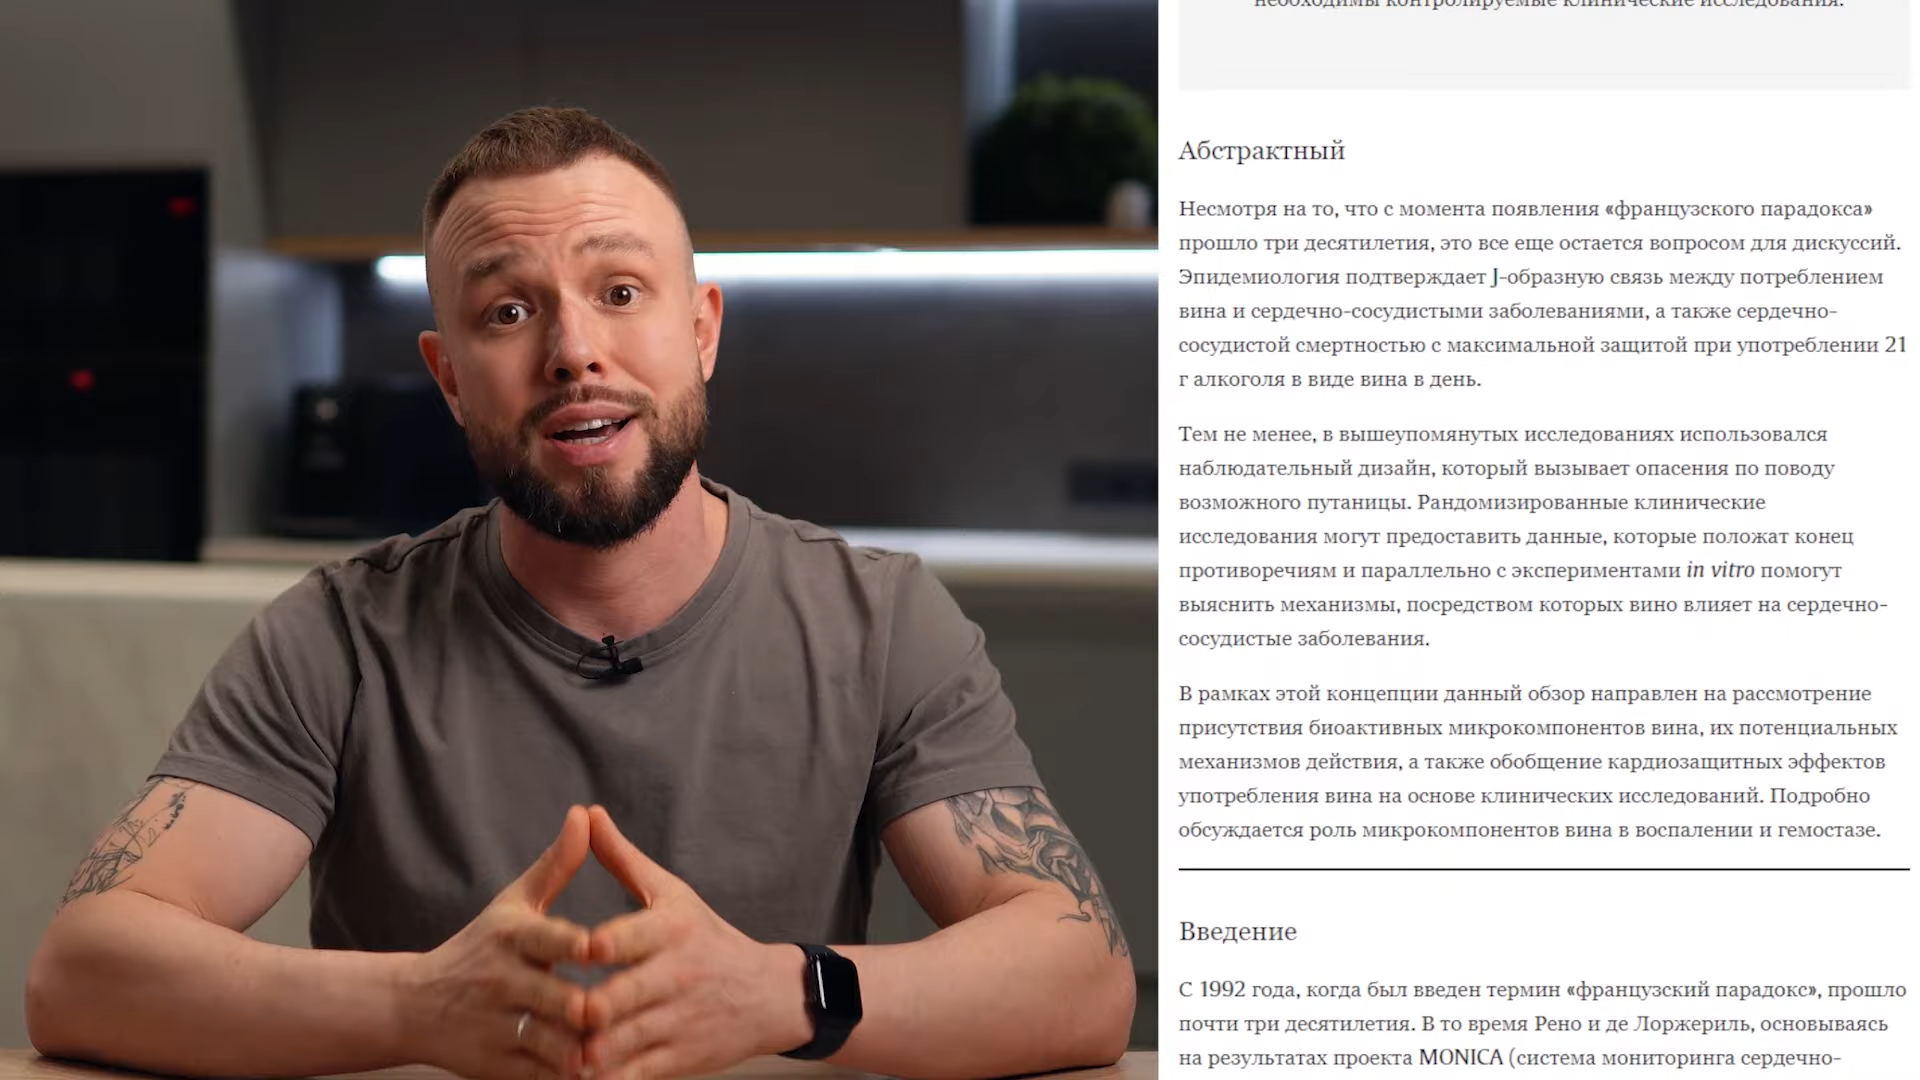 необходимы контролируемые клинические исследования.
Абстрактный
Несмотря на то, что с момента появления «французского парадокса»
прошло три десятилетия, это все еще остается вопросом для дискуссий.
Эпидемиология подтверждает J-образную связь между потреблением
вина и сердечно-сосудистыми заболеваниями, а также сердечно-
сосудистой смертностью с максимальной защитой при употреблении 21
г алкоголя в виде вина в день.
Тем не менее, в вышеупомянутых исследованиях использовался
наблюдательный дизайн, который вызывает опасения по поводу
возможного путаницы. Рандомизированные клинические
исследования могут предоставить данные, которые положат конец
противоречиям и параллельно с экспериментами in vitro помогут
выяснить механизмы, посредством которых вино влияет на сердечно-
сосудистые заболевания.
В рамках этой концепции данный обзор направлен на рассмотрение
присутствия биоактивных микрокомпонентов вина, их потенциальных
механизмов действия, а также обобщение кардиозащитных эффектов
употребления вина на основе клинических исследований. Подробно
обсуждается роль микрокомпонентов вина в воспалении и гемостазе.
Введение
С 1992 года, когда был введен термин «французский парадокс», прошло
почти три десятилетия. В то время Рено и де Лоржериль, основываясь
на результатах проекта MONICA (система мониторинга сердечно-